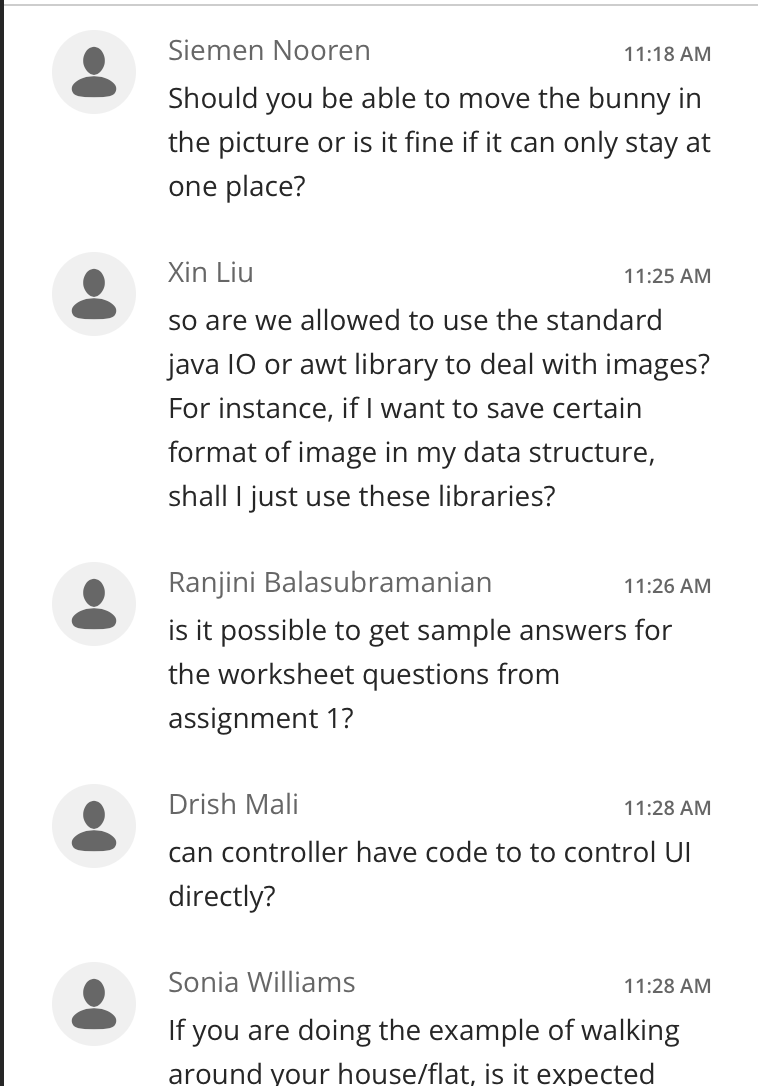 Siemen Nooren 11:18 AM
Should you be able to move the bunny in
the picture or is it fine if it can only stay at
one place?
Xin Liu 11:25 AM
so are we allowed to use the standard
java IO or awt library to deal with images?
For instance, if I want to save certain
format of image in my data structure,
shall I just use these libraries?
Ranjini Balasubramanian 11:26 AM
is it possible to get sample answers for
the worksheet questions from
assignment 1?
Drish Mali 11:28 AM
can controller have code to to control UI
directly?
Sonia Williams 11:28 AM
If you are doing the example of walking
around your house/flat, is it expected